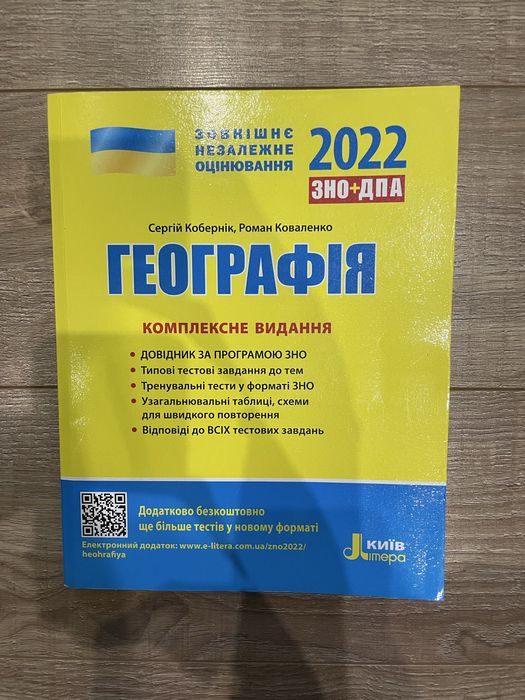 ЗОВНІШНЄ
НЕЗАЛЕЖНЕ
ОЦІНЮВАННЯ
2022
ЗНО+ДПА
Сергій Кобернік, Роман Коваленко
ГЕОГРАФІЯ
КОМПЛЕКСНЕ ВИДАННЯ
• ДОВІДНИК ЗА ПРОГРАМОЮ ЗНО
• Типові тестові завдання до тем
• Тренувальні тести у форматі ЗНО
• Узагальнювальні таблиці, схеми
для швидкого повторення
• Відповіді до ВСІХ тестових завдань
Додатково безкоштовно
ще більше тестів у новому форматі
Електронний додаток: www.e-litera.com.ua/zno2022/
heohrafiya
КИЇВ
Літера